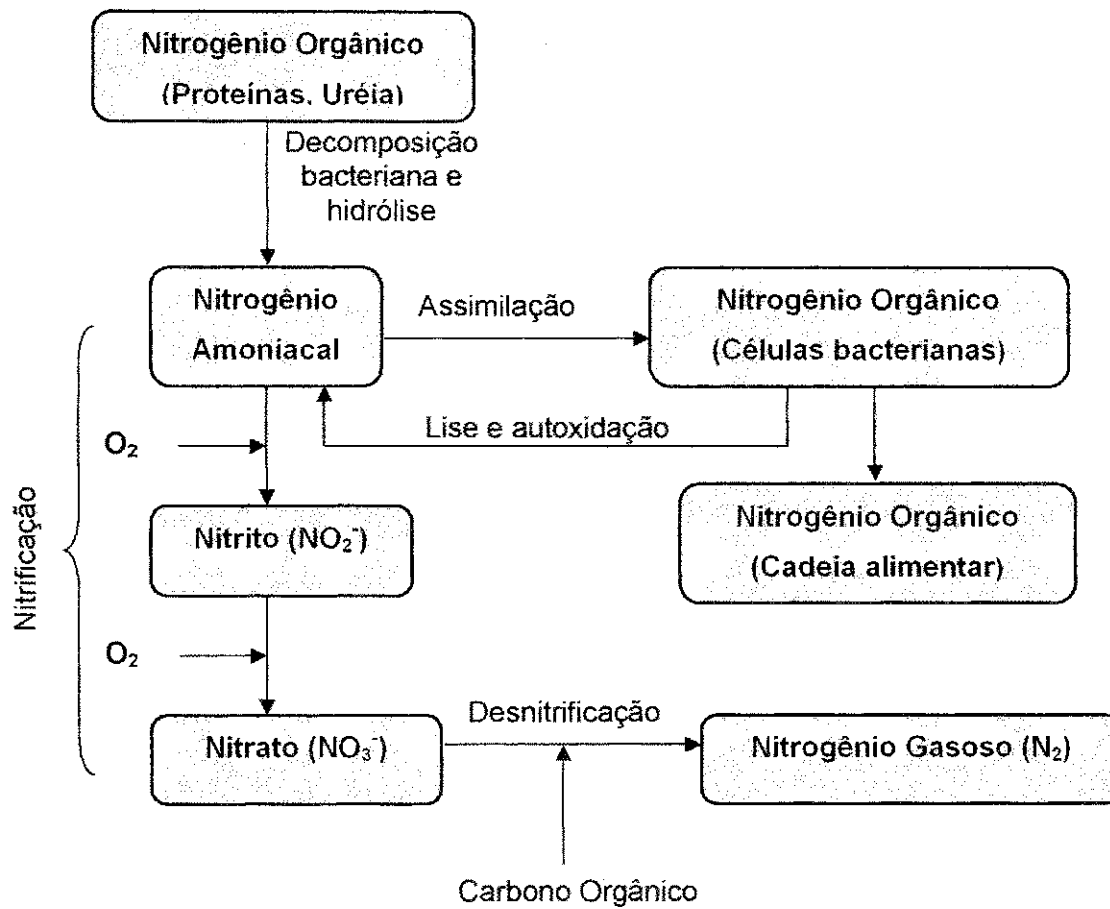 Nitrogênio Orgânico
(Proteínas, Uréia)
Decomposição
bacteriana e
hidrólise
Nitrogênio
Amoniacal
Assimilação
Nitrogênio Orgânico
(Células bacterianas)
Lise e autoxidação
O₂
Nitrificação
Nitrito (NO₂⁻)
Nitrogênio Orgânico
(Cadeia alimentar)
O₂
Nitrato (NO₃⁻)
Desnitrificação
Nitrogênio Gasoso (N₂)
Carbono Orgânico